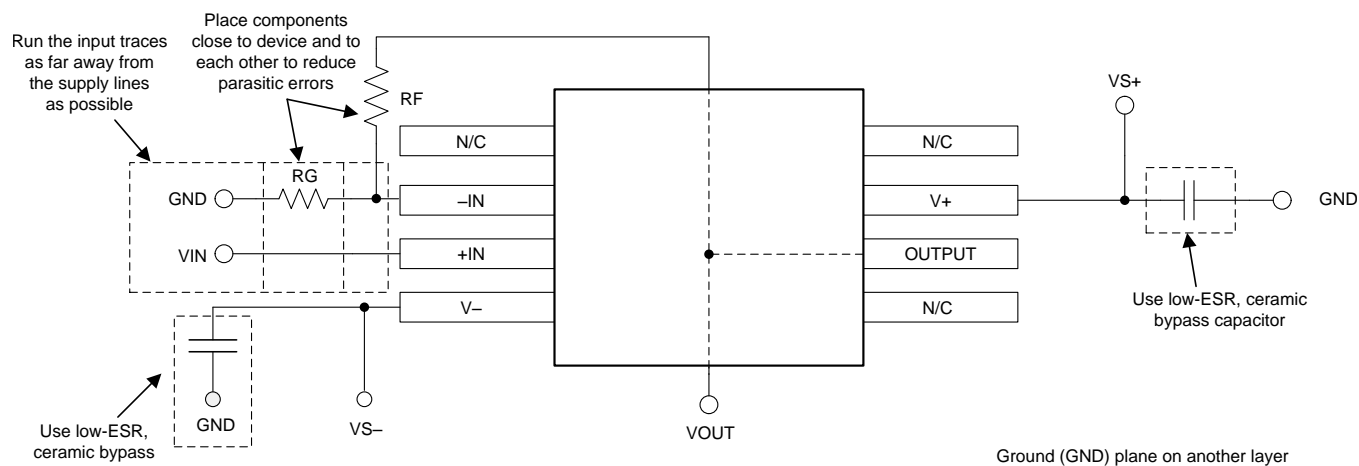 Place components
close to device and to
each other to reduce
parasitic errors
Run the input traces
as far away from
the supply lines
as possible
VS+
RF
N/C
N/C
RG
GND
–IN
V+
GND
VIN
+IN
OUTPUT
V–
N/C
Use low-ESR, ceramic
bypass capacitor
GND
VS–
VOUT
Use low-ESR,
ceramic bypass
Ground (GND) plane on another layer